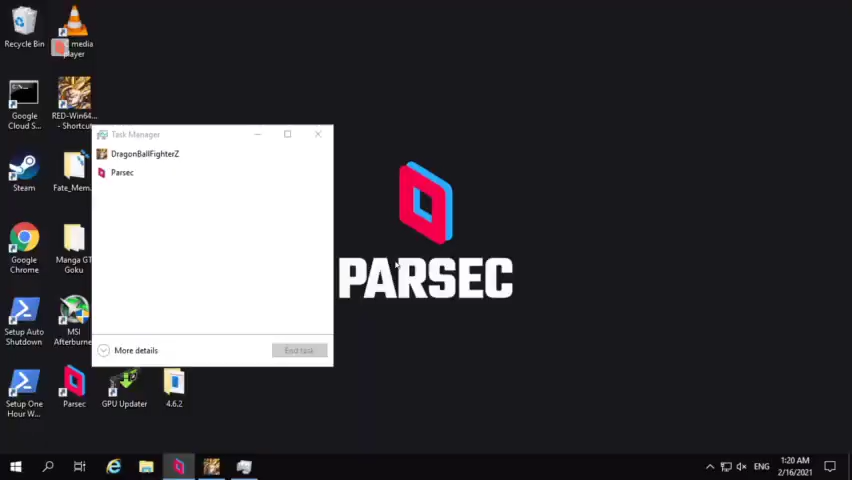 Recycle Bin
media
player
Google
Cloud S...
RED-Win64...
- Shortcut
Task Manager
DragonBallFighterZ
Parsec
Steam
Fate_Mem...
Google
Chrome
Manga GT
Goku
Setup Auto
Shutdown
MSI
Afterburner
More details
End task
Setup One
Hour W...
Parsec
GPU Updater
4.6.2
PARSEC
ENG
1:20 AM
2/16/2021